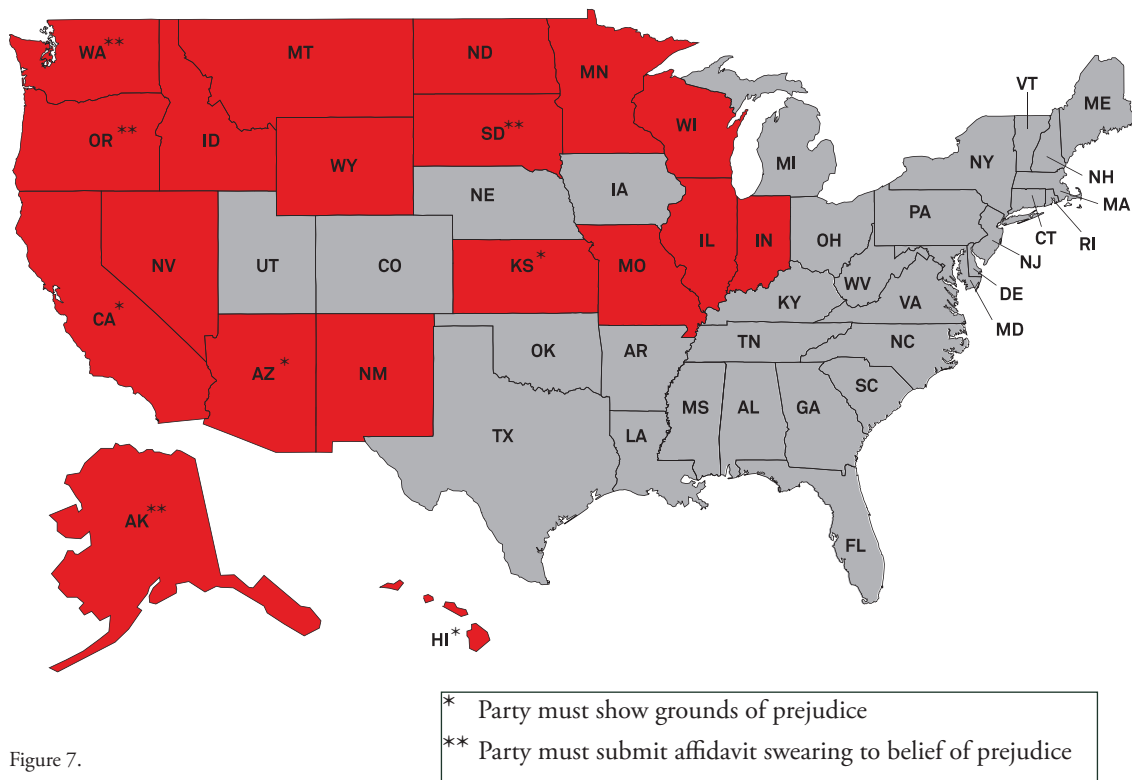 WA**
MT
ND
MN
VT
ME
OR**
ID
SD**
WI
WY
MI
NY
NH
MA
NE
IA
PA
CT
RI
NV
UT
CO
KS*
MO
IL
IN
OH
NJ
WV
DE
CA*
KY
VA
MD
AZ*
NM
OK
AR
TN
NC
SC
MS
AL
GA
TX
LA
FL
AK**
HI*
* Party must show grounds of prejudice
** Party must submit affidavit swearing to belief of prejudice
Figure 7.